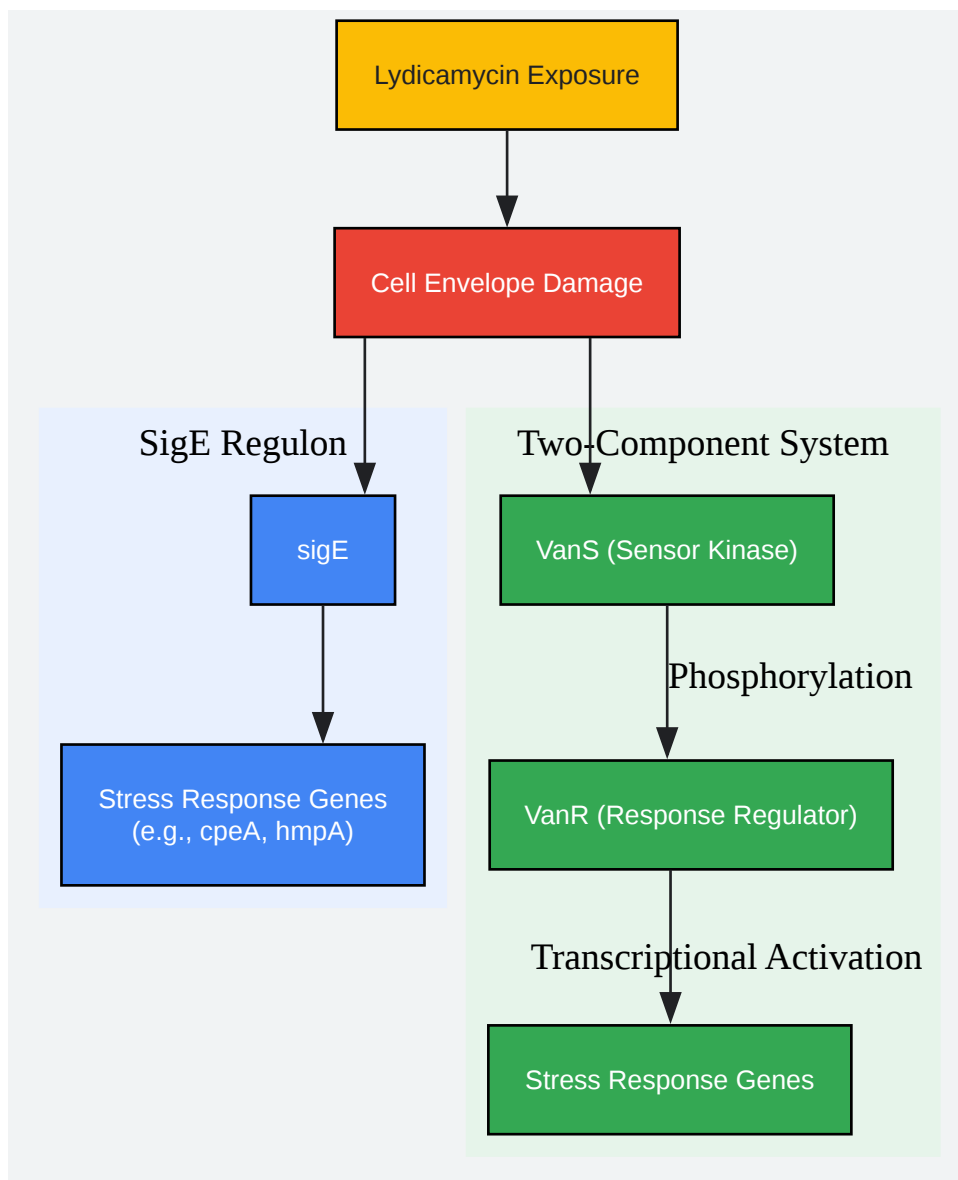 Lydicamycin Exposure
Cell Envelope Damage
SigE Regulon
sigE
Stress Response Genes
(e.g., cpeA, hmpA)
Two-Component System
VanS (Sensor Kinase)
Phosphorylation
VanR (Response Regulator)
Transcriptional Activation
Stress Response Genes